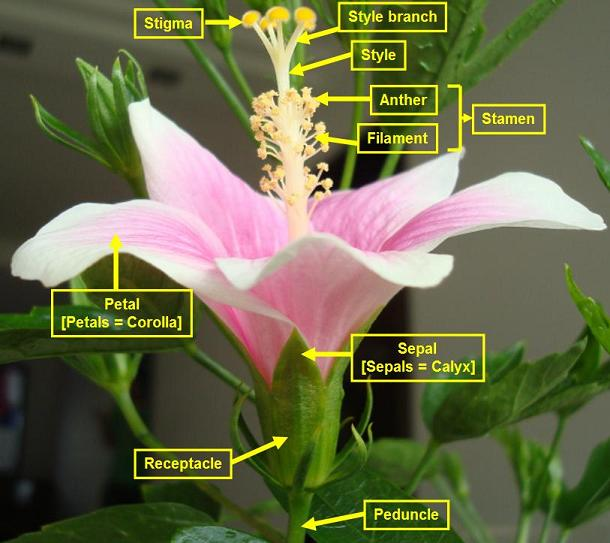 Stigma
Style branch
Style
Anther
Stamen
Filament
Petal
[Petals = Corolla]
Sepal
[Sepals = Calyx]
Receptacle
Peduncle